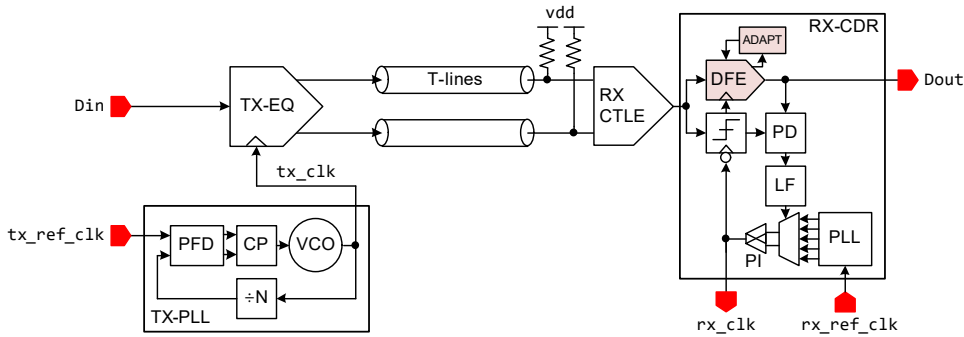 vdd
RX-CDR
ADAPT
T-lines
DFE
Din
TX-EQ
RX
CTLE
Dout
PD
tx_clk
LF
tx_ref_clk
PFD
CP
VCO
PI
PLL
÷N
TX-PLL
rx_clk
rx_ref_clk